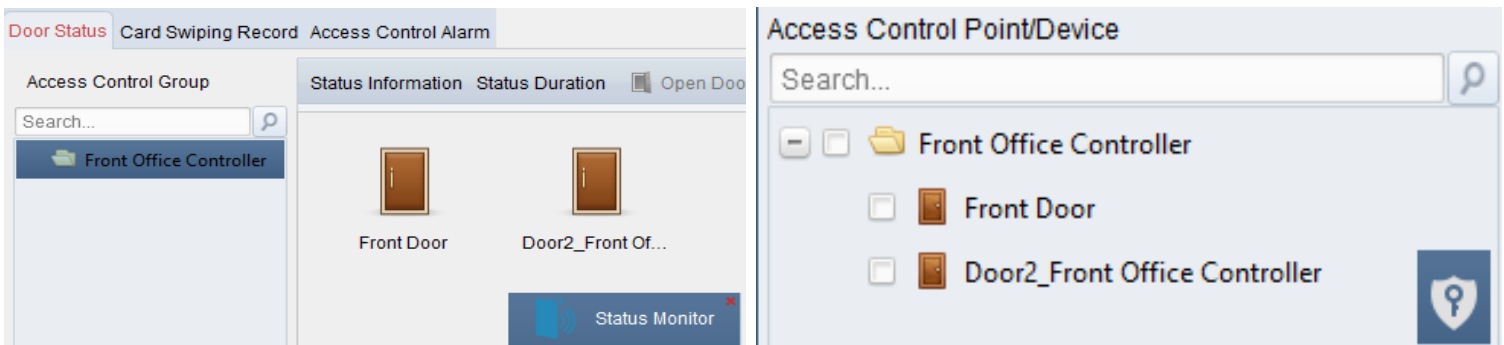 Door Status Card Swiping Record Access Control Alarm
Access Control Group
Search...
Front Office Controller
Status Information Status Duration Open Doo
Front Door Door2_Front Of...
Status Monitor
Access Control Point/Device
Search...
Front Office Controller
Front Door
Door2_Front Office Controller